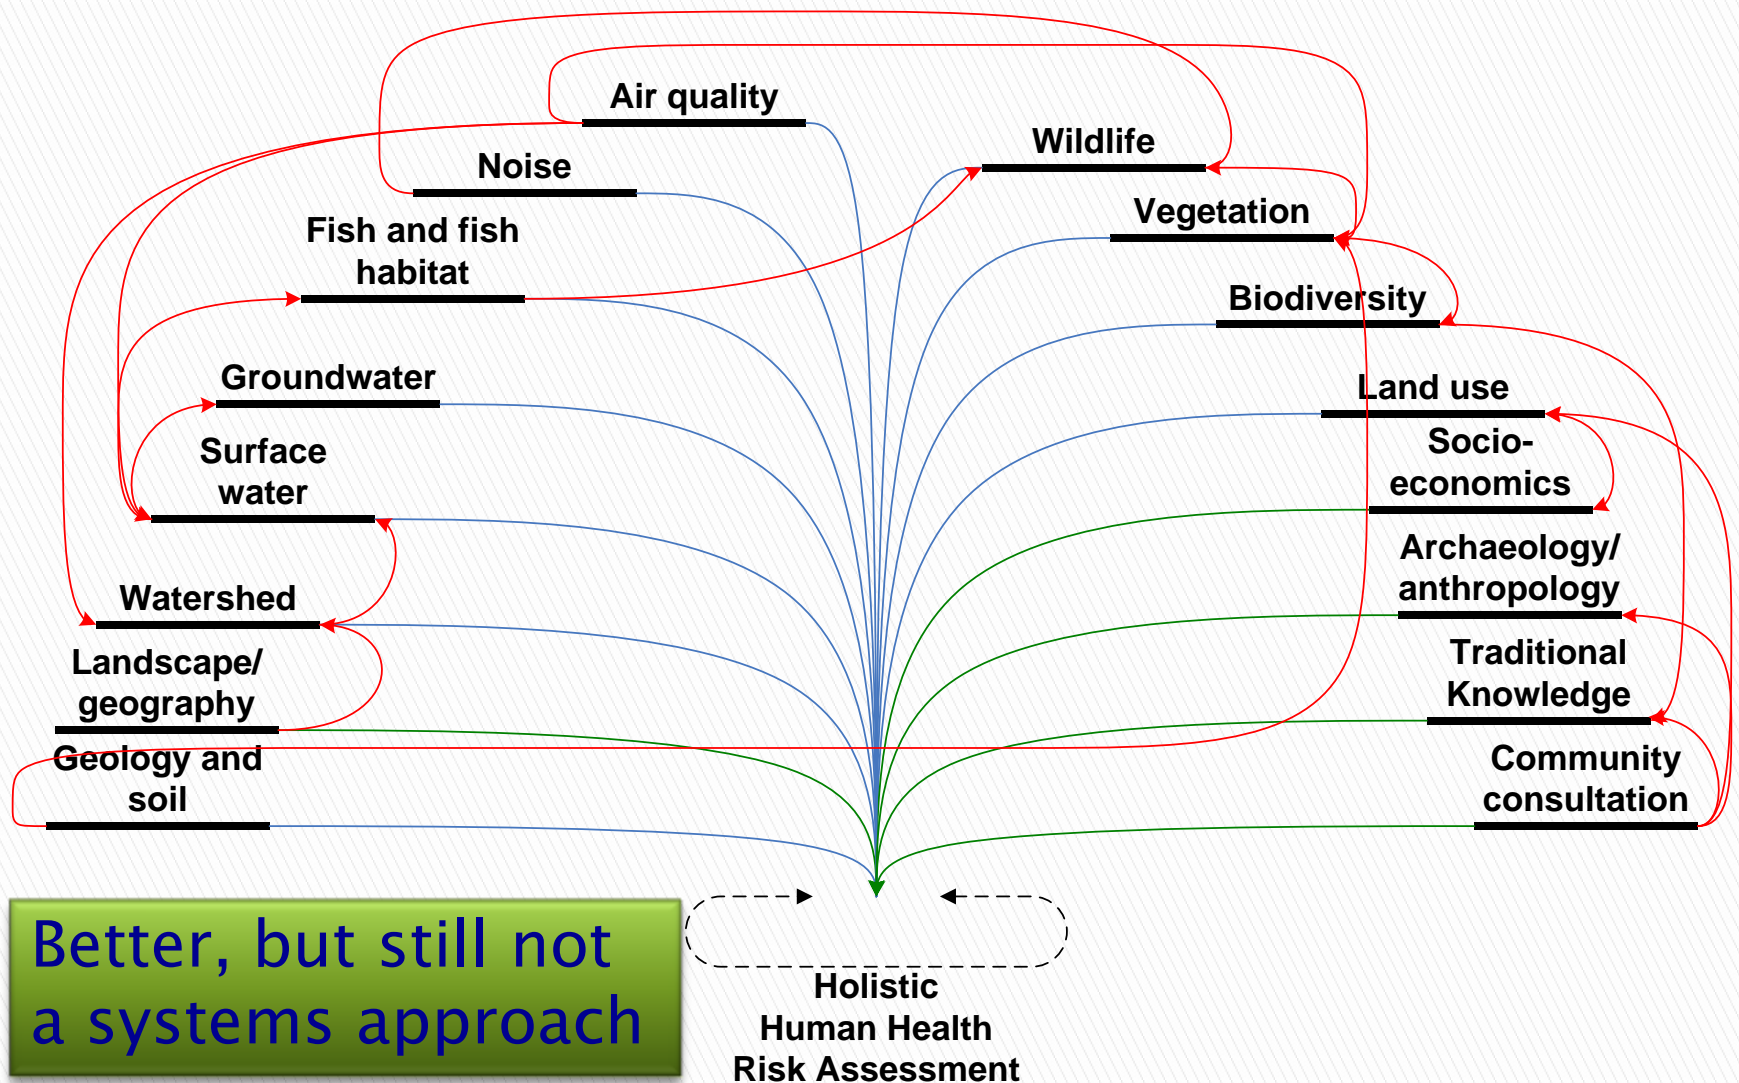 Air quality
Wildlife
Noise
Vegetation
Fish and fish
habitat
Biodiversity
Groundwater
Land use
Surface
water
Socio-
economics
Archaeology/
anthropology
Watershed
Traditional
Knowledge
Landscape/
geography
Geology and
soil
Community
consultation
Better, but still not
a systems approach
Holistic
Human Health
Risk Assessment